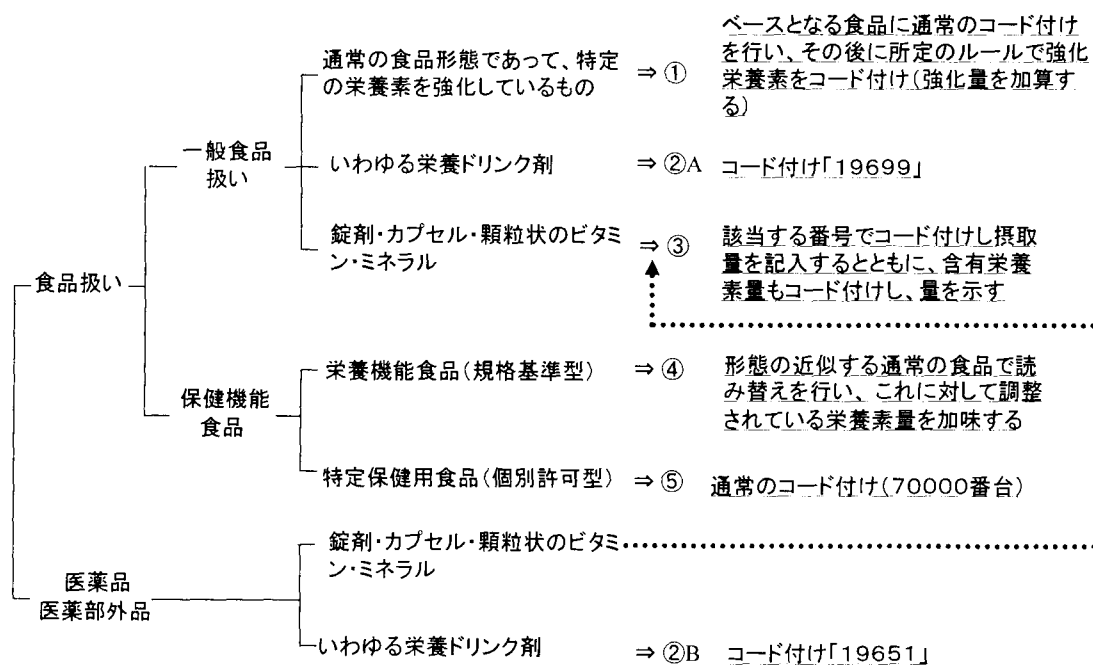 ベースとなる食品に通常のコード付け
を行い、その後に所定のルールで強化
栄養素をコード付け(強化量を加算す
る)
通常の食品形態であって、特定
の栄養素を強化しているもの
⇒ ①
一般食品
扱い
いわゆる栄養ドリンク剤
⇒ ②A コード付け「19699」
錠剤・カプセル・顆粒状のビタミ
ン・ミネラル
⇒ ③
該当する番号でコード付けし摂取
量を記入するとともに、含有栄養
素量もコード付けし、量を示す
食品扱い
栄養機能食品(規格基準型)
⇒ ④
形態の近似する通常の食品で読
み替えを行い、これに対して調整
されている栄養素量を加味する
保健機能
食品
特定保健用食品(個別許可型)
⇒ ⑤ 通常のコード付け(70000番台)
錠剤・カプセル・顆粒状のビタミ
ン・ミネラル
医薬品
医薬部外品
いわゆる栄養ドリンク剤
⇒ ②B コード付け「19651」